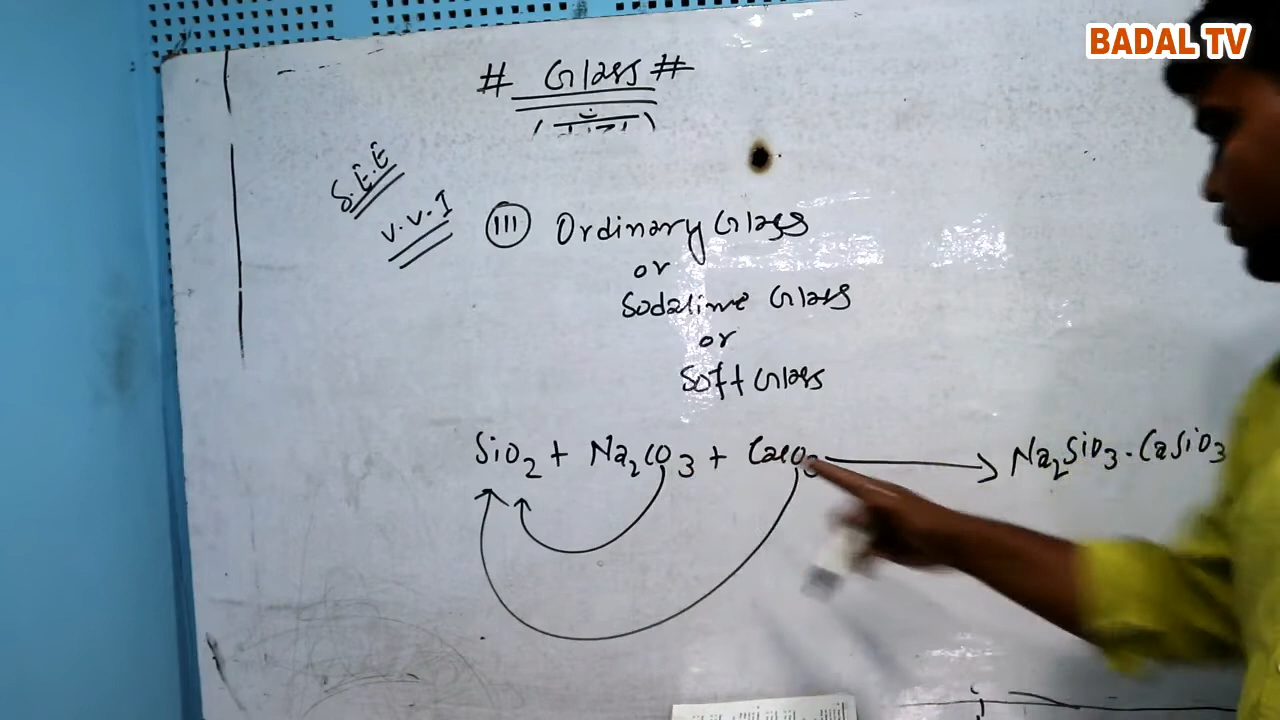 BADAL TV
# Glass #
S.E.E
V.V.I
III Ordinary Glass
or
Sodalime Glass
or
Soft Glass
SiO2 + Na2CO3 + CaCO3 → Na2SiO3.CaSiO3